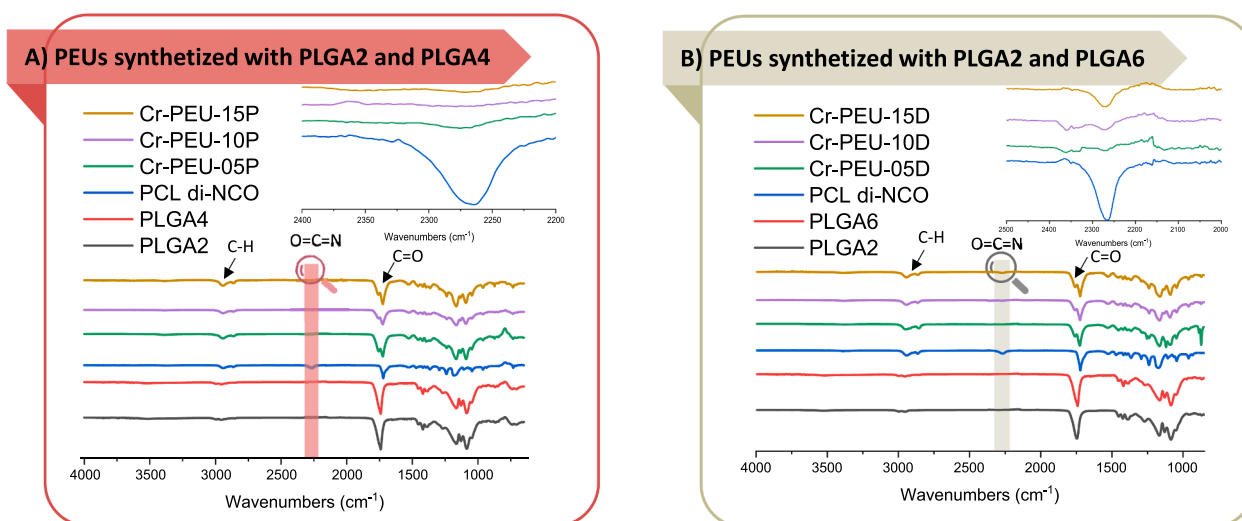 A) PEUs synthetized with PLGA2 and PLGA4
Cr-PEU-15P
Cr-PEU-10P
Cr-PEU-05P
PCL di-NCO
PLGA4
PLGA2
2400 2350 2300 2250 2200
Wavenumbers (cm⁻¹)
C-H
O=C=N
C=O
4000 3500 3000 2500 2000 1500 1000
Wavenumbers (cm⁻¹)
B) PEUs synthetized with PLGA2 and PLGA6
Cr-PEU-15D
Cr-PEU-10D
Cr-PEU-05D
PCL di-NCO
PLGA6
PLGA2
2500 2400 2300 2200 2100 2000
Wavenumbers (cm⁻¹)
C-H
O=C=N
C=O
4000 3500 3000 2500 2000 1500 1000
Wavenumbers (cm⁻¹)